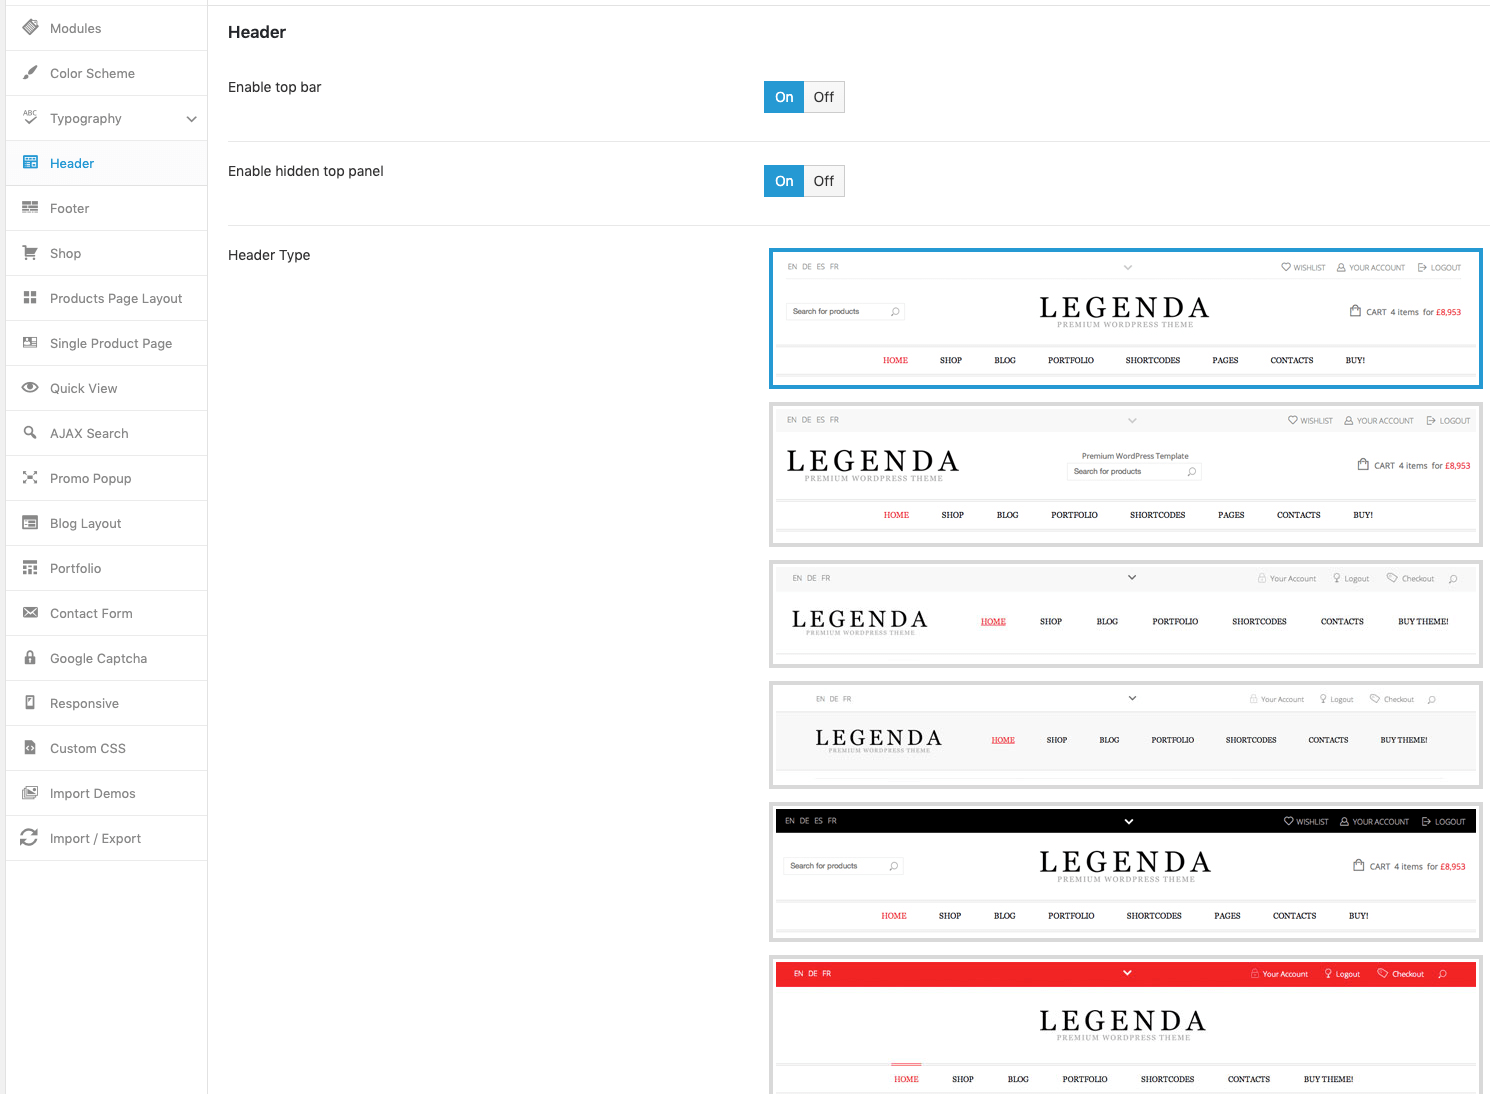 Modules
Color Scheme
ABC
Typography
Header
Footer
Shop
Products Page Layout
Single Product Page
Quick View
AJAX Search
Promo Popup
Blog Layout
Portfolio
Contact Form
Google Captcha
Responsive
Custom CSS
Import Demos
Import / Export
Header
Enable top bar
On Off
Enable hidden top panel
On Off
Header Type
EN DE ES FR WISHLIST YOUR ACCOUNT LOGOUT
Search for products LEGENDA CART 4 items for £8,953
PREMIUM WORDPRESS THEME
HOME SHOP BLOG PORTFOLIO SHORTCODES PAGES CONTACTS BUY!
EN DE ES FR WISHLIST YOUR ACCOUNT LOGOUT
Premium WordPress Template
LEGENDA Search for products CART 4 items for £8,953
PREMIUM WORDPRESS THEME
HOME SHOP BLOG PORTFOLIO SHORTCODES PAGES CONTACTS BUY!
EN DE FR Your Account Logout Checkout
LEGENDA HOME SHOP BLOG PORTFOLIO SHORTCODES CONTACTS BUY THEME!
PREMIUM WORDPRESS THEME
EN DE FR Your Account Logout Checkout
LEGENDA HOME SHOP BLOG PORTFOLIO SHORTCODES CONTACTS BUY THEME!
PREMIUM WORDPRESS THEME
EN DE ES FR WISHLIST YOUR ACCOUNT LOGOUT
Search for products LEGENDA CART 4 items for £8,953
PREMIUM WORDPRESS THEME
HOME SHOP BLOG PORTFOLIO SHORTCODES PAGES CONTACTS BUY!
EN DE FR Your Account Logout Checkout
LEGENDA
PREMIUM WORDPRESS THEME
HOME SHOP BLOG PORTFOLIO SHORTCODES CONTACTS BUY THEME!